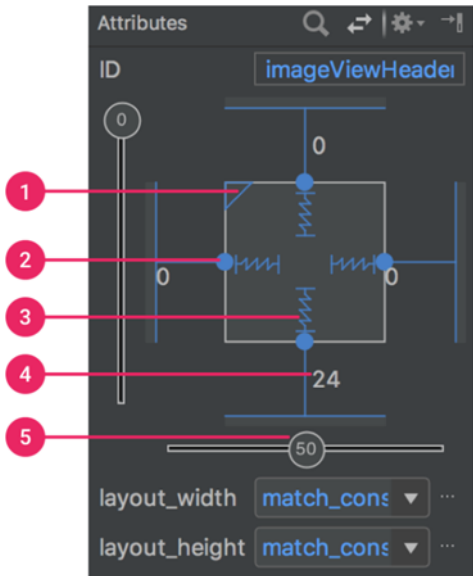 Attributes
ID
imageViewHeader
0
0
1
2
0
0
3
4
24
5
50
layout_width match_cons
layout_height match_cons